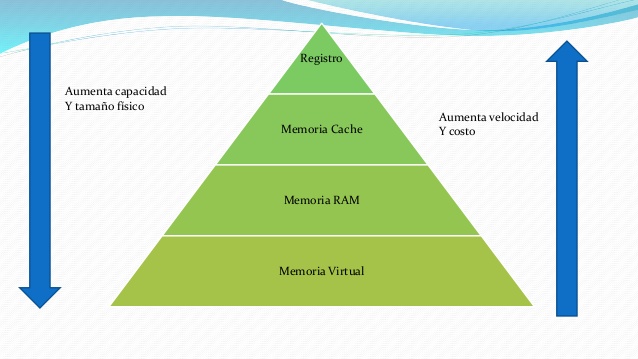 Registro
Aumenta capacidad
Y tamaño físico
Aumenta velocidad
Y costo
Memoria Cache
Memoria RAM
Memoria Virtual